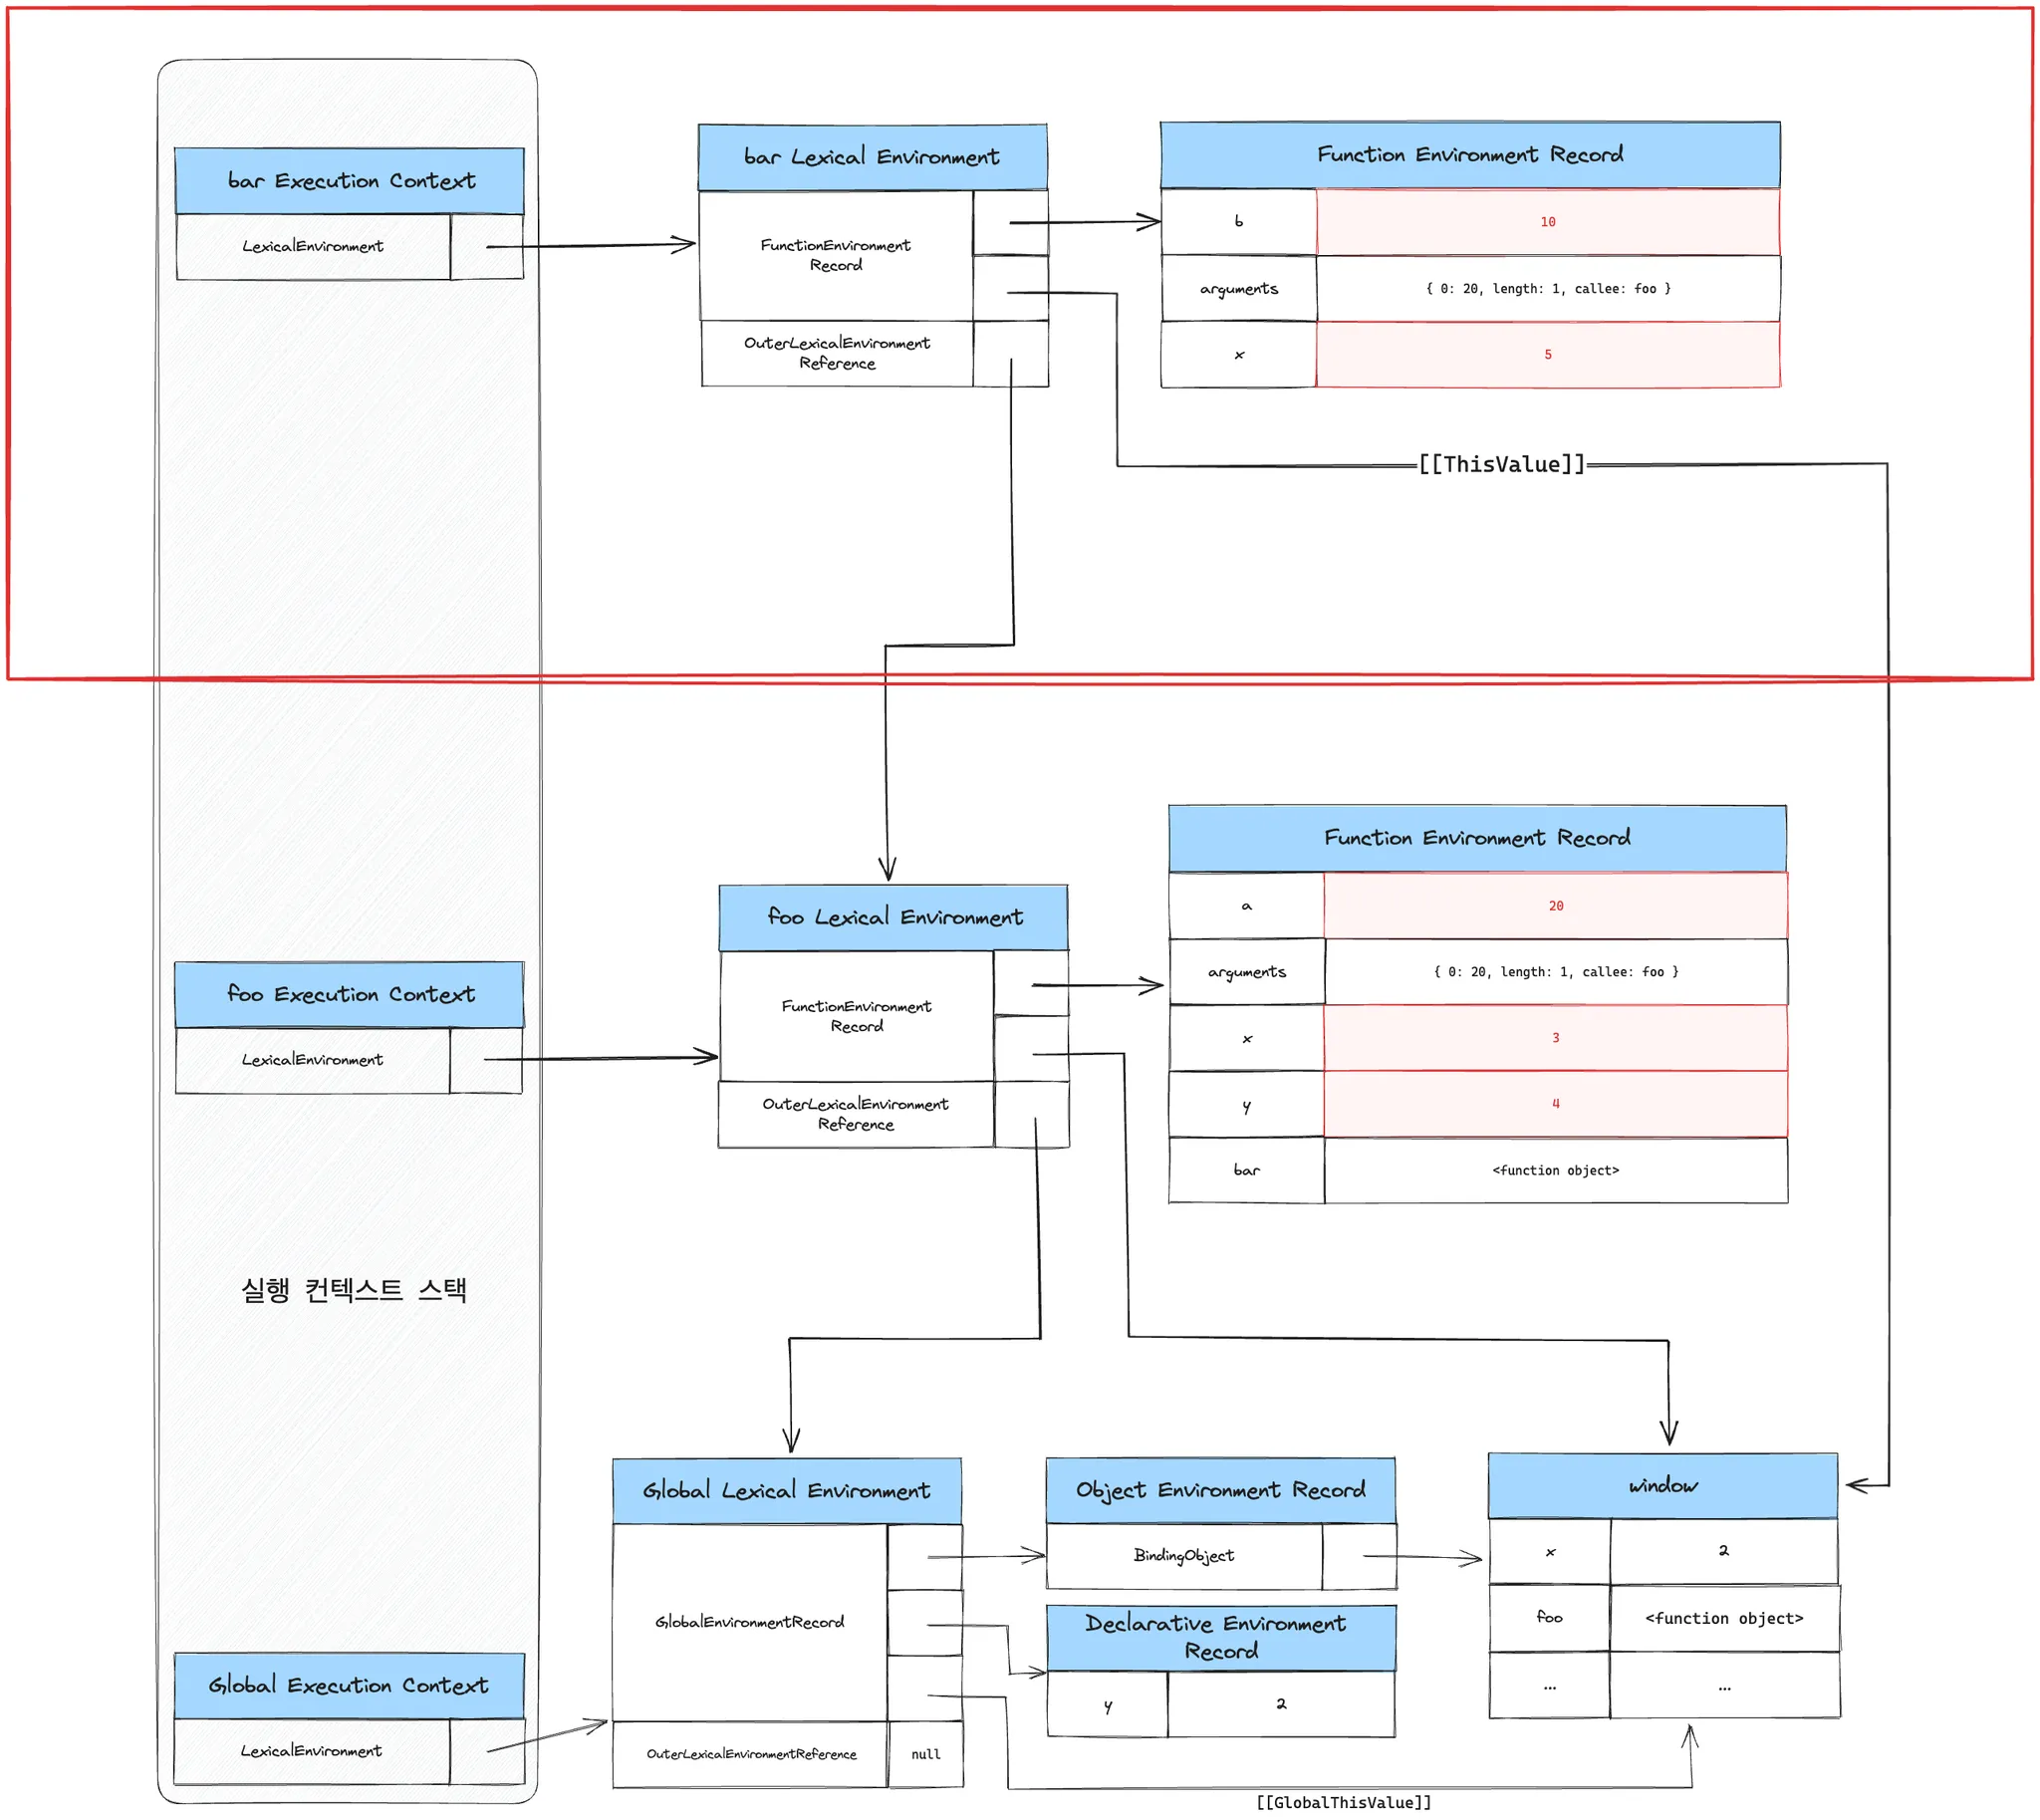 bar Execution Context
LexicalEnvironment
bar Lexical Environment
FunctionEnvironment
Record
OuterLexicalEnvironment
Reference
Function Environment Record
b 10
arguments { 0: 20, length: 1, callee: foo }
x 5
[[ThisValue]]
foo Execution Context
LexicalEnvironment
foo Lexical Environment
FunctionEnvironment
Record
OuterLexicalEnvironment
Reference
Function Environment Record
a 20
arguments { 0: 20, length: 1, callee: foo }
x 3
y 4
bar <function object>
실행 컨텍스트 스택
Global Execution Context
LexicalEnvironment
Global Lexical Environment
GlobalEnvironmentRecord
OuterLexicalEnvironmentReference null
Object Environment Record
BindingObject
Declarative Environment
Record
y 2
window
x 2
foo <function object>
... ...
[[GlobalThisValue]]